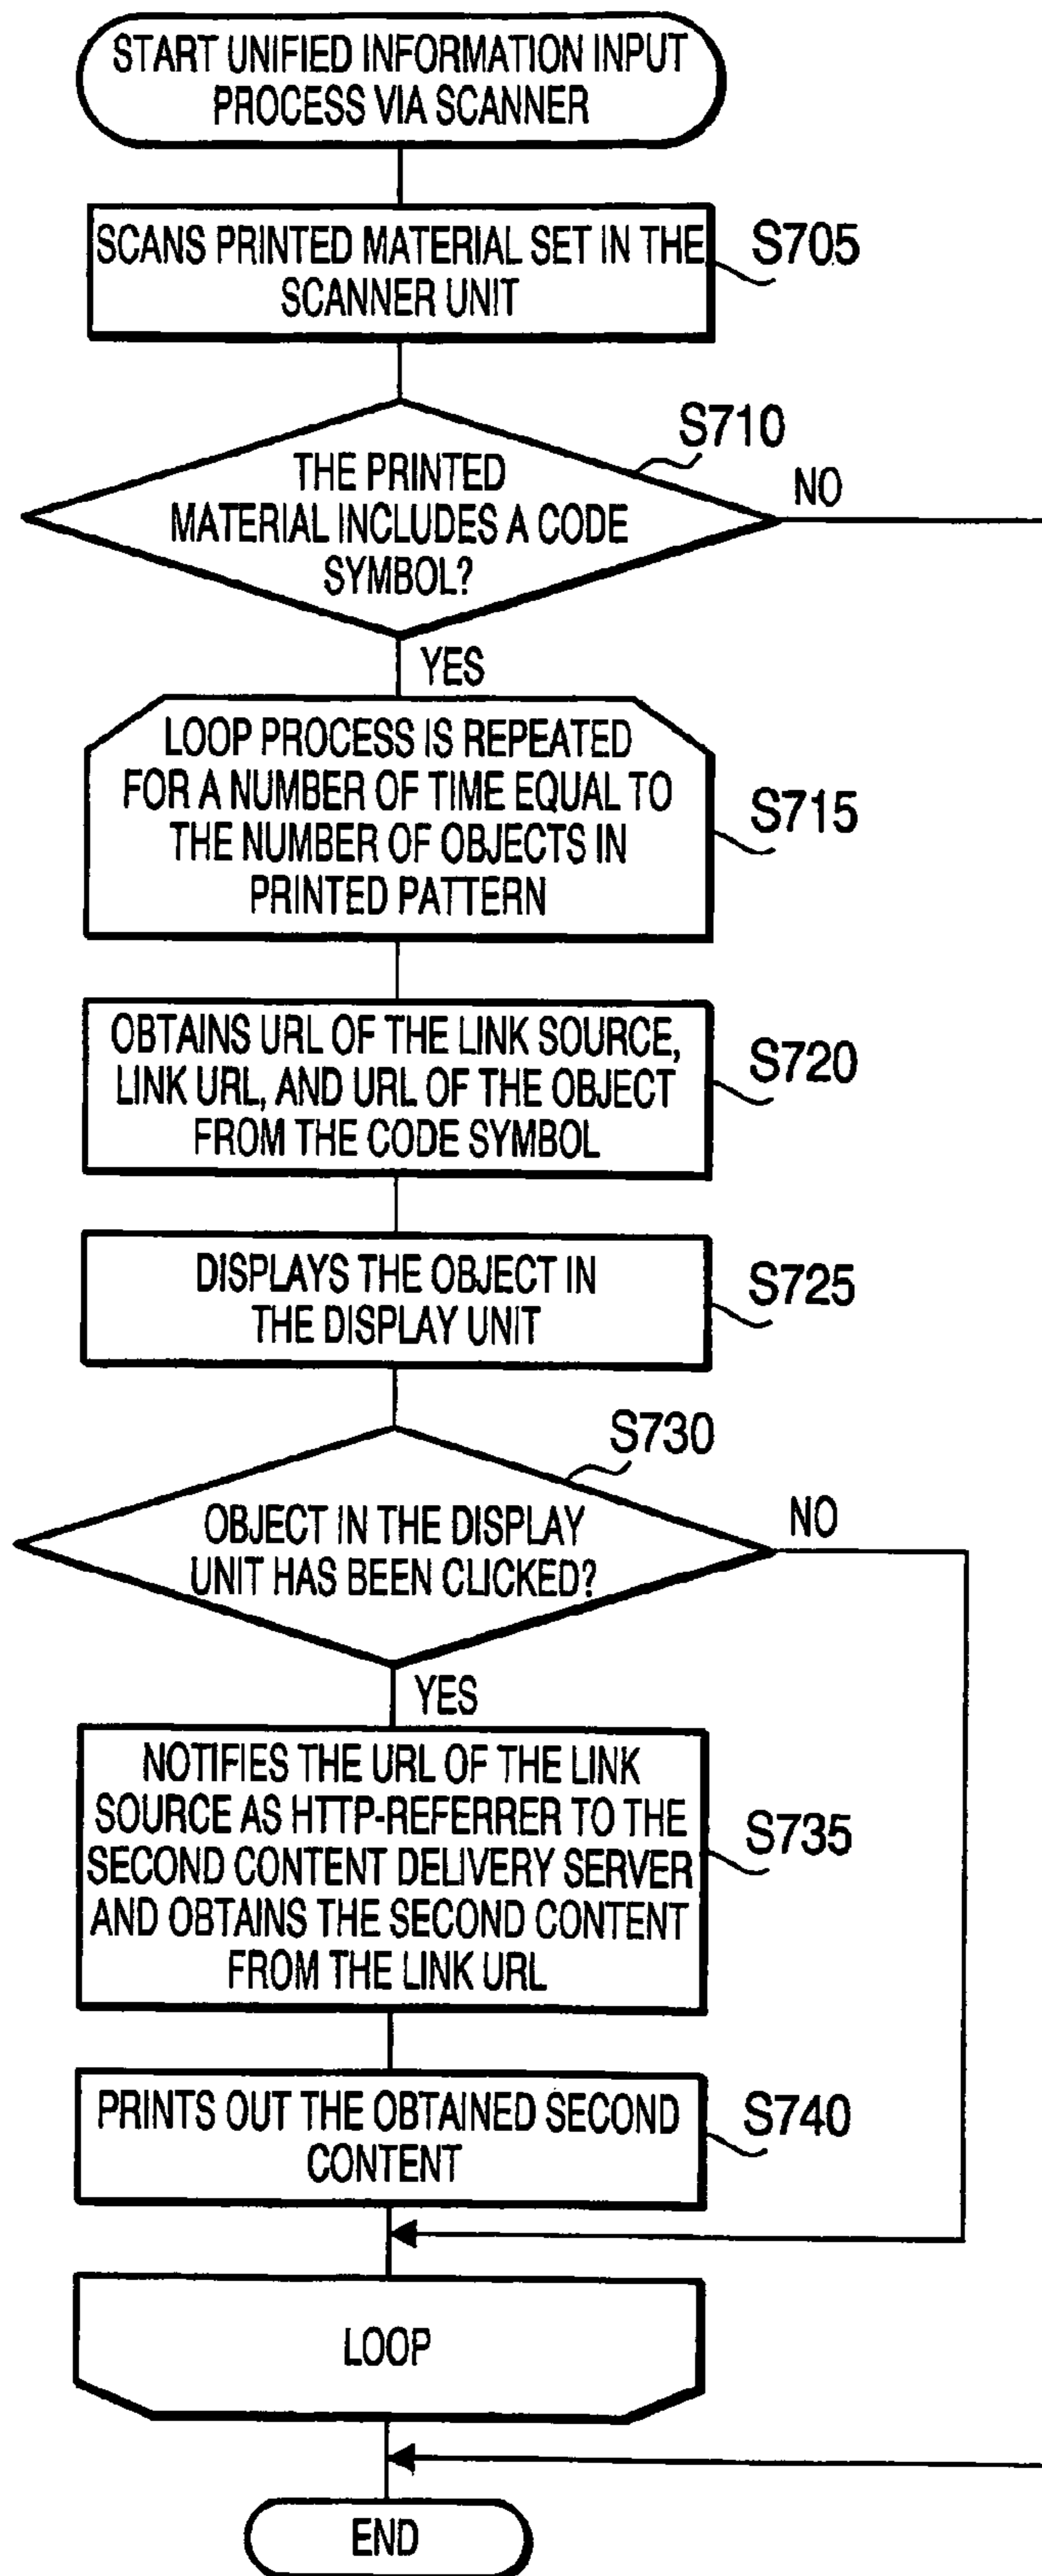 START UNIFIED INFORMATION INPUT
PROCESS VIA SCANNER
SCANS PRINTED MATERIAL SET IN THE
SCANNER UNIT
S705
S710
THE PRINTED
MATERIAL INCLUDES A CODE
SYMBOL?
NO
YES
LOOP PROCESS IS REPEATED
FOR A NUMBER OF TIME EQUAL TO
THE NUMBER OF OBJECTS IN
PRINTED PATTERN
S715
OBTAINS URL OF THE LINK SOURCE,
LINK URL, AND URL OF THE OBJECT
FROM THE CODE SYMBOL
S720
DISPLAYS THE OBJECT IN
THE DISPLAY UNIT
S725
S730
OBJECT IN THE DISPLAY
UNIT HAS BEEN CLICKED?
NO
YES
NOTIFIES THE URL OF THE LINK
SOURCE AS HTTP-REFERRER TO THE
SECOND CONTENT DELIVERY SERVER
AND OBTAINS THE SECOND CONTENT
FROM THE LINK URL
S735
PRINTS OUT THE OBTAINED SECOND
CONTENT
S740
LOOP
END